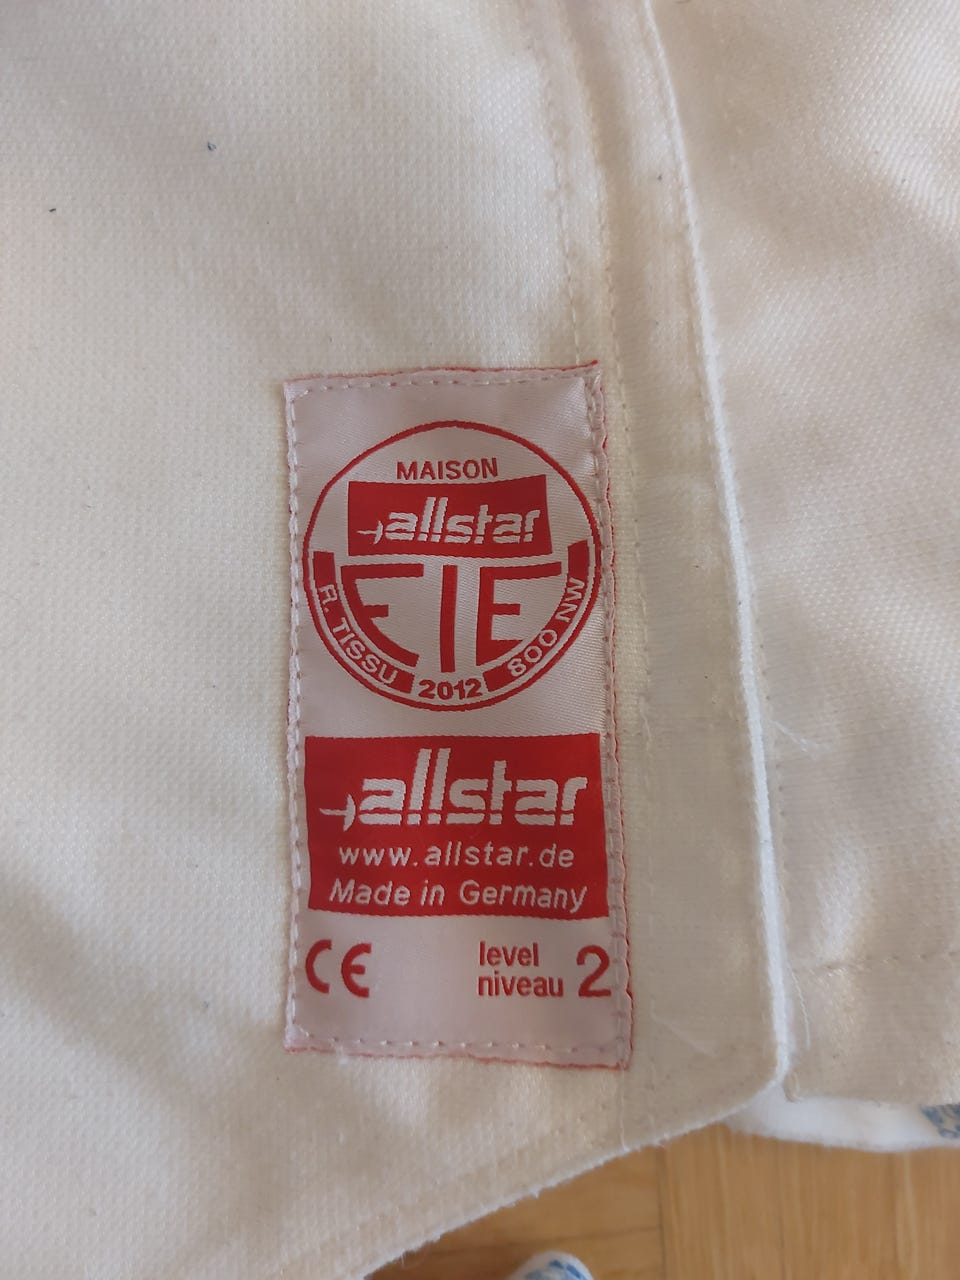 MAISON
allstar
FIE
R. TISSU 2012 800 NW
allstar
www.allstar.de
Made in Germany
CE
level
niveau 2